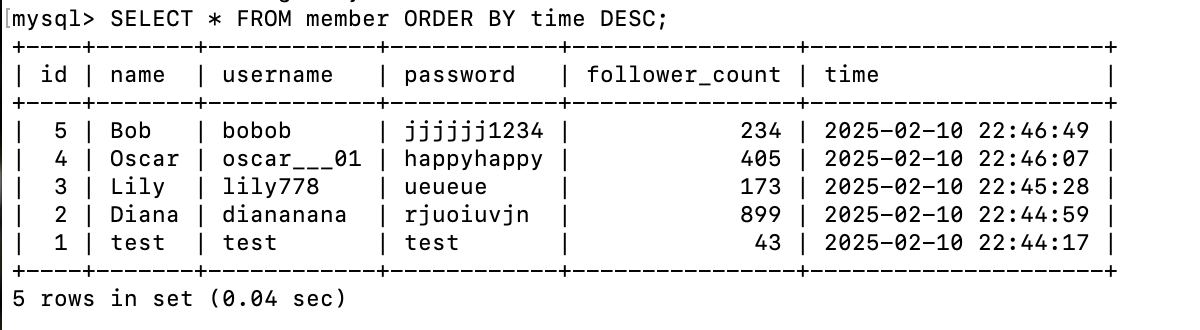 [mysql> SELECT * FROM member ORDER BY time DESC;
+----+-------+-------------+------------+----------------+---------------------+
| id | name  | username    | password   | follower_count | time                |
+----+-------+-------------+------------+----------------+---------------------+
|  5 | Bob   | bobob       | jjjjjj1234 |            234 | 2025-02-10 22:46:49 |
|  4 | Oscar | oscar___01  | happyhappy |            405 | 2025-02-10 22:46:07 |
|  3 | Lily  | lily778     | ueueue     |            173 | 2025-02-10 22:45:28 |
|  2 | Diana | diananana   | rjuoiuvjn  |            899 | 2025-02-10 22:44:59 |
|  1 | test  | test        | test       |             43 | 2025-02-10 22:44:17 |
+----+-------+-------------+------------+----------------+---------------------+
5 rows in set (0.04 sec)